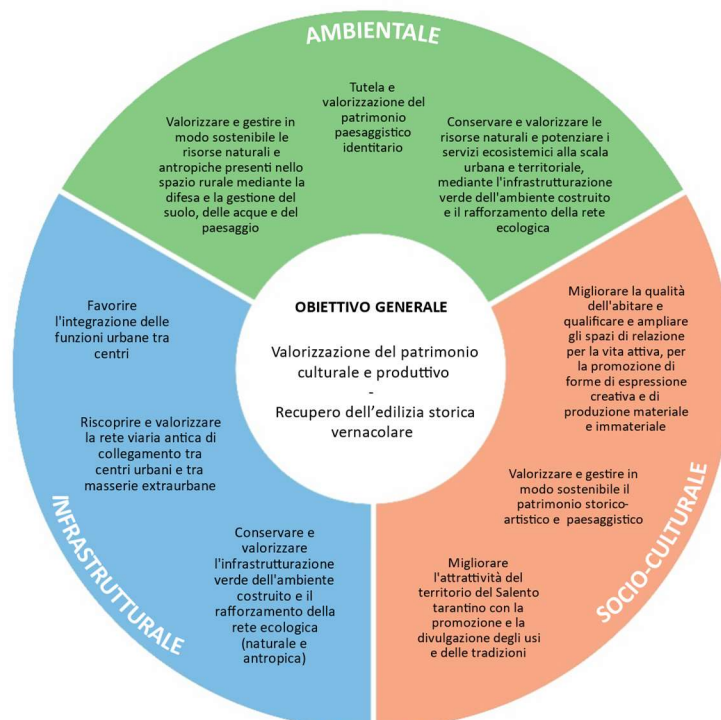 AMBIENTALE
Tutela e
valorizzazione del
patrimonio
paesaggistico
identitario
Valorizzare e gestire in
modo sostenibile le
risorse naturali e
antropiche presenti nello
spazio rurale mediante la
difesa e la gestione del
suolo, delle acque e del
paesaggio
Conservare e valorizzare le
risorse naturali e potenziare i
servizi ecosistemici alla scala
urbana e territoriale,
mediante l'infrastrutturazione
verde dell'ambiente costruito
e il rafforzamento della rete
ecologica
OBIETTIVO GENERALE
Valorizzazione del patrimonio
culturale e produttivo
-
Recupero dell'edilizia storica
vernacolare
Favorire
l'integrazione delle
funzioni urbane tra
centri
Riscoprire e valorizzare
la rete viaria antica di
collegamento tra
centri urbani e tra
masserie extraurbane
Conservare e
valorizzare
l'infrastrutturazione
verde dell'ambiente
costruito e il
rafforzamento della
rete ecologica
(naturale e
antropica)
INFRASTRUTTURALE
Migliorare la qualità
dell'abitare e
qualificare e ampliare
gli spazi di relazione
per la vita attiva, per
la promozione di
forme di espressione
creativa e di
produzione materiale
e immateriale
Valorizzare e gestire in
modo sostenibile il
patrimonio storico-
artistico e paesaggistico
Migliorare
l'attrattività del
territorio del Salento
tarantino con la
promozione e la
divulgazione degli usi
e delle tradizioni
SOCIO-CULTURALE